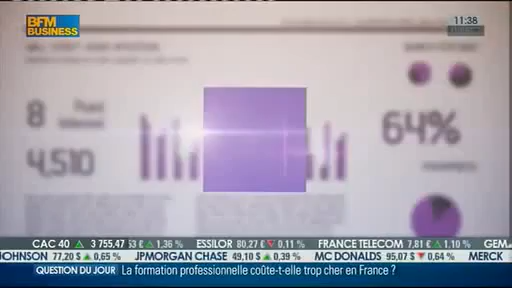 BFM
BUSINESS
11:38
8
4,510
64%
CAC 40 3 755,47 53 € 1,36 % ESSILOR 80,27 € 0,11 % FRANCE TELECOM 7,81 € 1,10 %
JOHNSON 77,20 $ 0,65 % JPMORGAN CHASE 49,10 $ 0,39 % MC DONALDS 95,07 $ 0,64 % MERCK
QUESTION DU JOUR La formation professionnelle coûte-t-elle trop cher en France ?